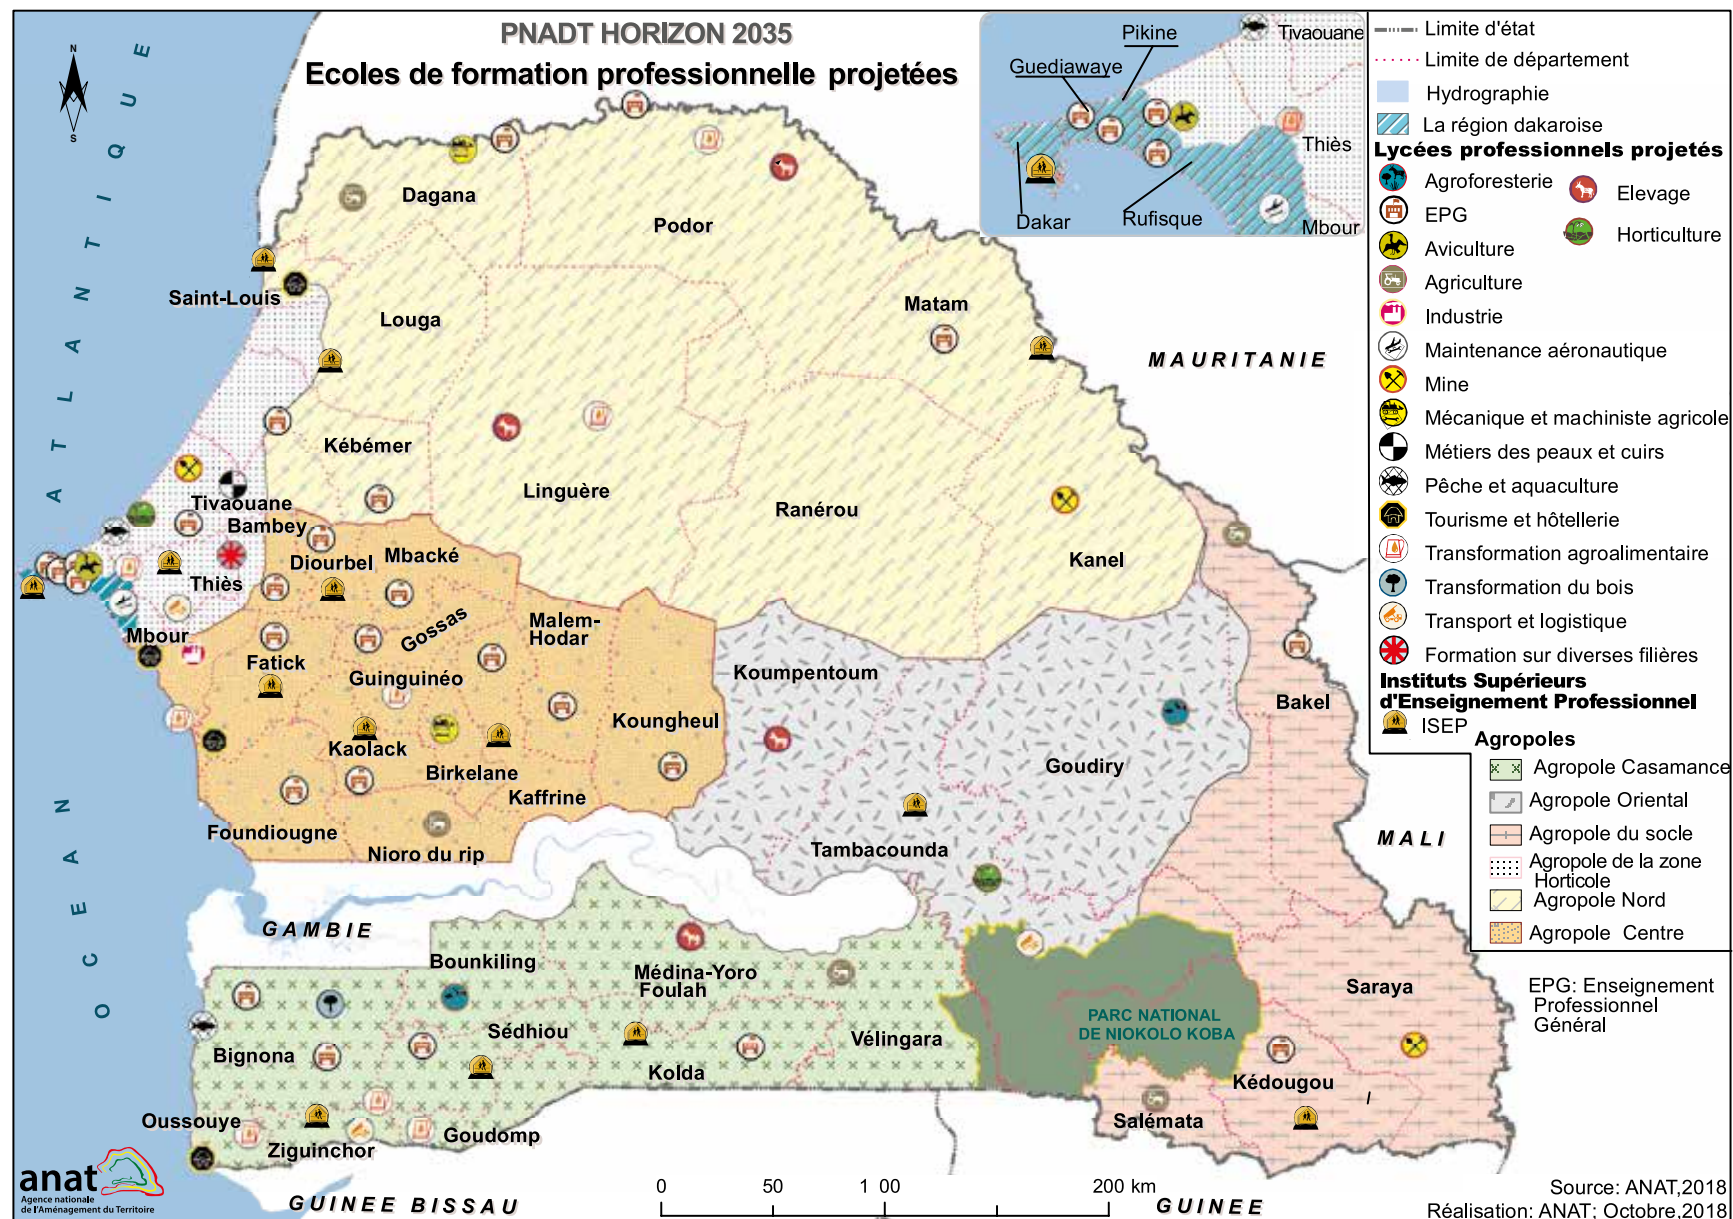 PNADT HORIZON 2035
Ecoles de formation professionnelle projetées
N
S
OCEAN ATLANTIQUE
Pikine
Guediawaye
Tivaouane
Thiès
Mbour
Rufisque
Dakar
Dagana
Podor
Saint-Louis
Louga
Matam
MAURITANIE
Kébémer
Linguère
Ranérou
Kanel
Tivaouane
Bambey
Diourbel
Mbacké
Thiès
Mbour
Gossas
Malem-
Hodar
Fatick
Guinguinéo
Koumpentoum
Koungheul
Bakel
Kaolack
Birkelane
Kaffrine
Goudiry
Foundiougne
Nioro du rip
Tambacounda
MALI
GAMBIE
Bounkiling
Médina-Yoro
Foulah
Saraya
Sédhiou
Vélingara
PARC NATIONAL
DE NIOKOLO KOBA
Bignona
Kolda
Kédougou
Oussouye
Ziguinchor
Goudomp
Salémata
GUINEE BISSAU
GUINEE
Limite d'état
Limite de département
Hydrographie
La région dakaroise
Lycées professionnels projetés
Agroforesterie
Elevage
EPG
Horticulture
Aviculture
Agriculture
Industrie
Maintenance aéronautique
Mine
Mécanique et machiniste agricole
Métiers des peaux et cuirs
Pêche et aquaculture
Tourisme et hôtellerie
Transformation agroalimentaire
Transformation du bois
Transport et logistique
Formation sur diverses filières
Instituts Supérieurs
d'Enseignement Professionnel
ISEP
Agropoles
Agropole Casamance
Agropole Oriental
Agropole du socle
Agropole de la zone
Horticole
Agropole Nord
Agropole Centre
EPG: Enseignement
Professionnel
Général
anat
Agence nationale
de l'Aménagement du Territoire
0 50 1 00 200 km
Source: ANAT,2018
Réalisation: ANAT; Octobre,2018